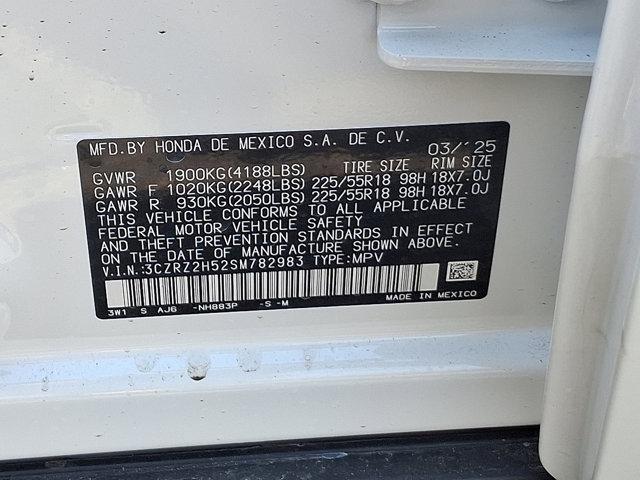 MFD.BY HONDA DE MEXICO S.A. DE C.V. 03/'25
GVWR 1900KG(4188LBS) TIRE SIZE RIM SIZE
GAWR F 1020KG(2248LBS) 225/55R18 98H 18X7.0J
GAWR R 930KG(2050LBS) 225/55R18 98H 18X7.0J
THIS VEHICLE CONFORMS TO ALL APPLICABLE
FEDERAL MOTOR VEHICLE SAFETY
AND THEFT PREVENTION STANDARDS IN EFFECT
ON THE DATE OF MANUFACTURE SHOWN ABOVE.
V.I.N.:3CZRZ2H52SM782983 TYPE:MPV
3W1 S AJ6 -NH883P -S-M MADE IN MEXICO